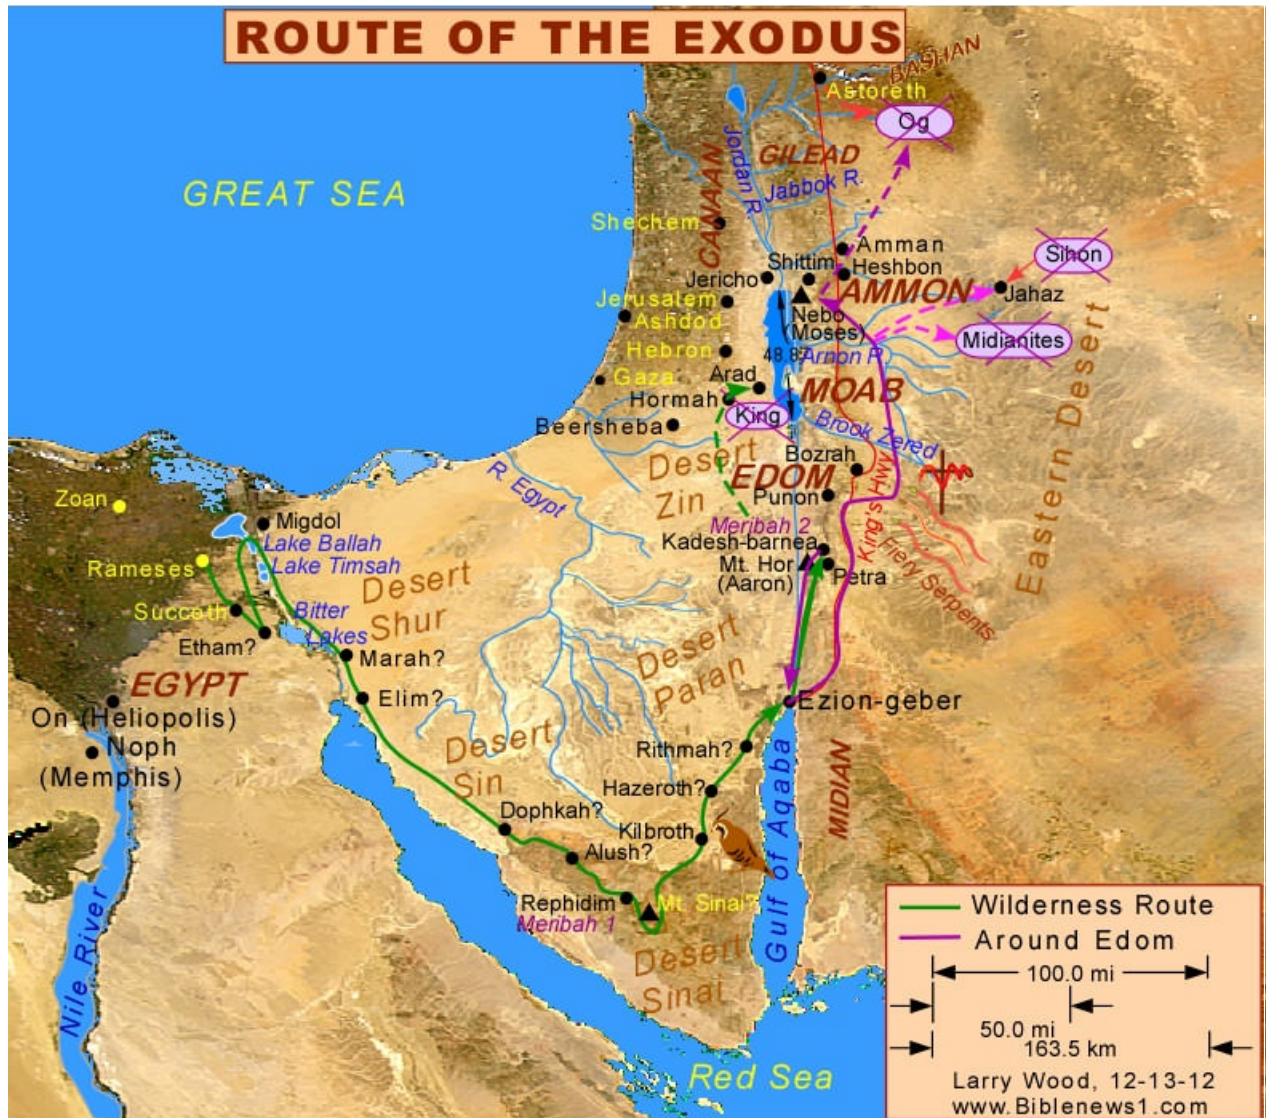 ROUTE OF THE EXODUS
BASHAN
Astoreth
Og
GREAT SEA
Jordan R.
GILEAD
Jabbok R.
CANAAN
Shechem
Amman
Sihon
Shittim
Heshbon
Jericho
AMMON
Jahaz
Jerusalem
Nebo
(Moses)
Ashdod
Midianites
Hebron
48.8
Arnon R.
Gaza
Arad
MOAB
Hormah
King
Beersheba
Brook Zered
Eastern Desert
Desert
Zin
Bozrah
EDOM
R. Egypt
Punon
King's Hwy
Zoan
Migdol
Meribah 2
Lake Ballah
Kadesh-barnea
Fiery Serpents
Rameses
Lake Timsah
Mt. Hor
(Aaron)
Petra
Desert
Shur
Succoth
Bitter
Lakes
Etham?
Marah?
Desert
Paran
EGYPT
Elim?
Ezion-geber
On (Heliopolis)
Noph
(Memphis)
Desert
Sin
Rithmah?
Gulf of Aqaba
MIDIAN
Hazeroth?
Dophkah?
Kilbroth
Alush?
Rephidim
Meribah 1
Mt. Sinai?
Desert
Sinai
Nile River
Red Sea
Wilderness Route
Around Edom
100.0 mi
50.0 mi
163.5 km
Larry Wood, 12-13-12
www.Biblenews1.com